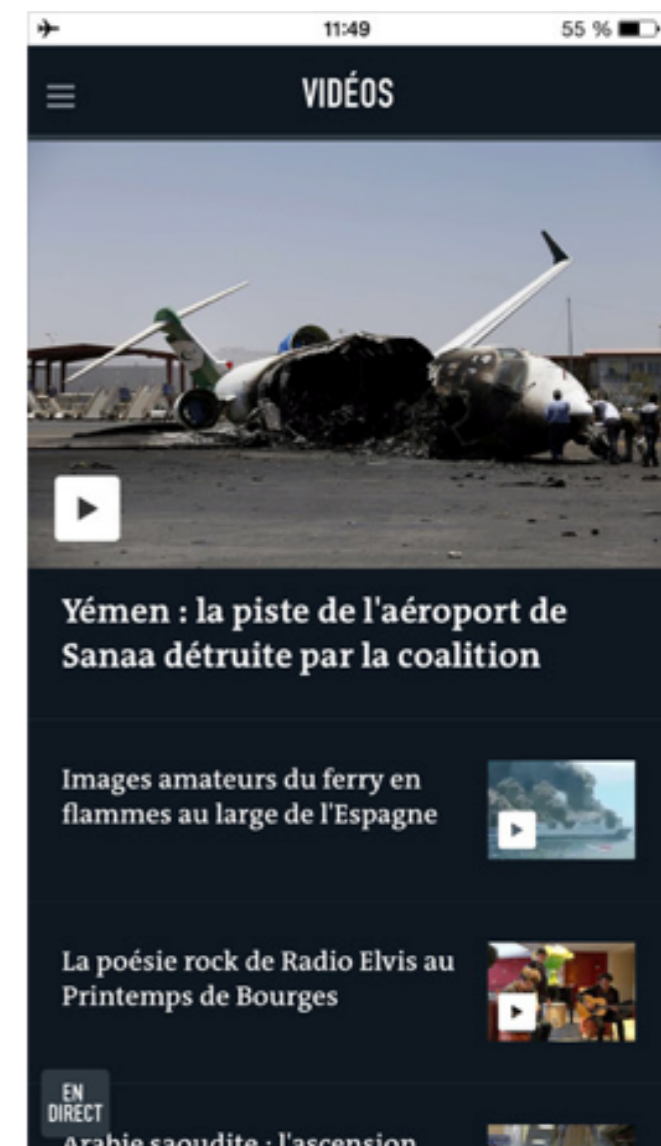 11:49
55 %
VIDÉOS
Yémen : la piste de l'aéroport de
Sanaa détruite par la coalition
Images amateurs du ferry en
flammes au large de l'Espagne
La poésie rock de Radio Elvis au
Printemps de Bourges
EN
DIRECT
Arabie saoudite : l'ascension